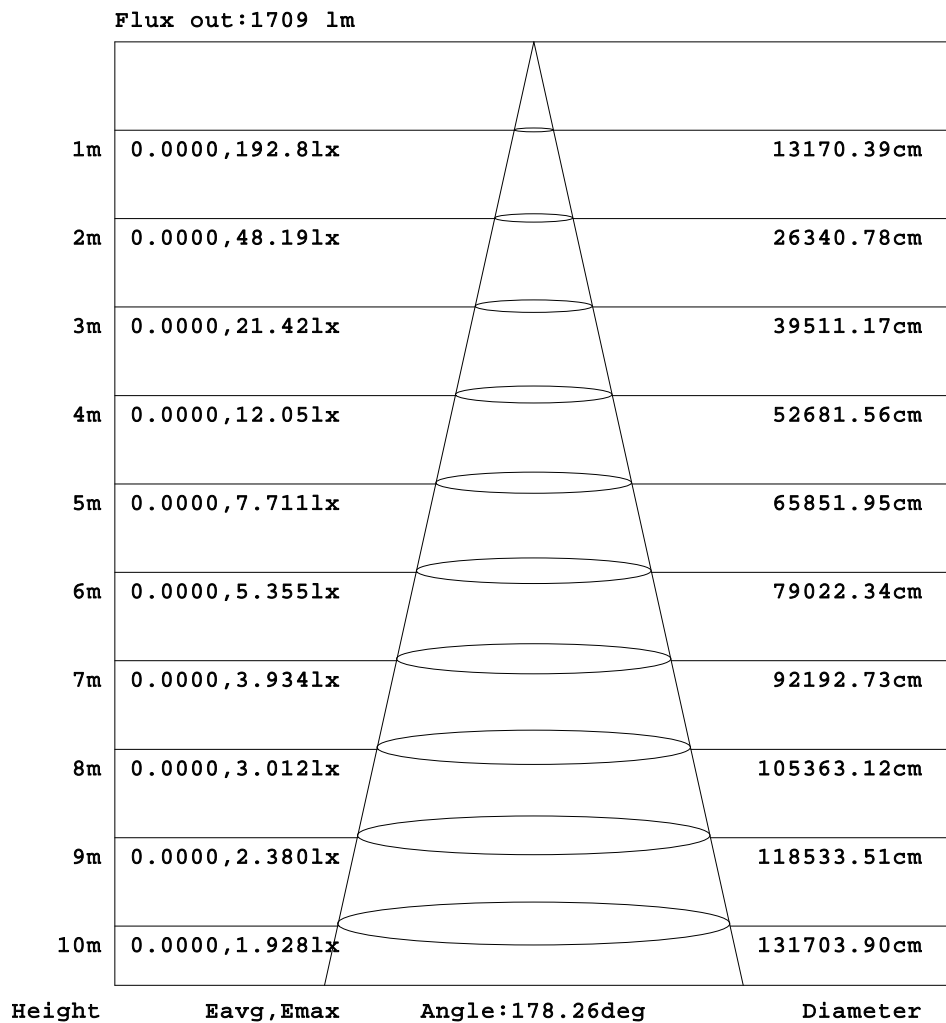 Flux out:1709 lm
1m 0.0000,192.8lx 13170.39cm
2m 0.0000,48.19lx 26340.78cm
3m 0.0000,21.42lx 39511.17cm
4m 0.0000,12.05lx 52681.56cm
5m 0.0000,7.711lx 65851.95cm
6m 0.0000,5.355lx 79022.34cm
7m 0.0000,3.934lx 92192.73cm
8m 0.0000,3.012lx 105363.12cm
9m 0.0000,2.380lx 118533.51cm
10m 0.0000,1.928lx 131703.90cm
Height Eavg,Emax Angle:178.26deg Diameter